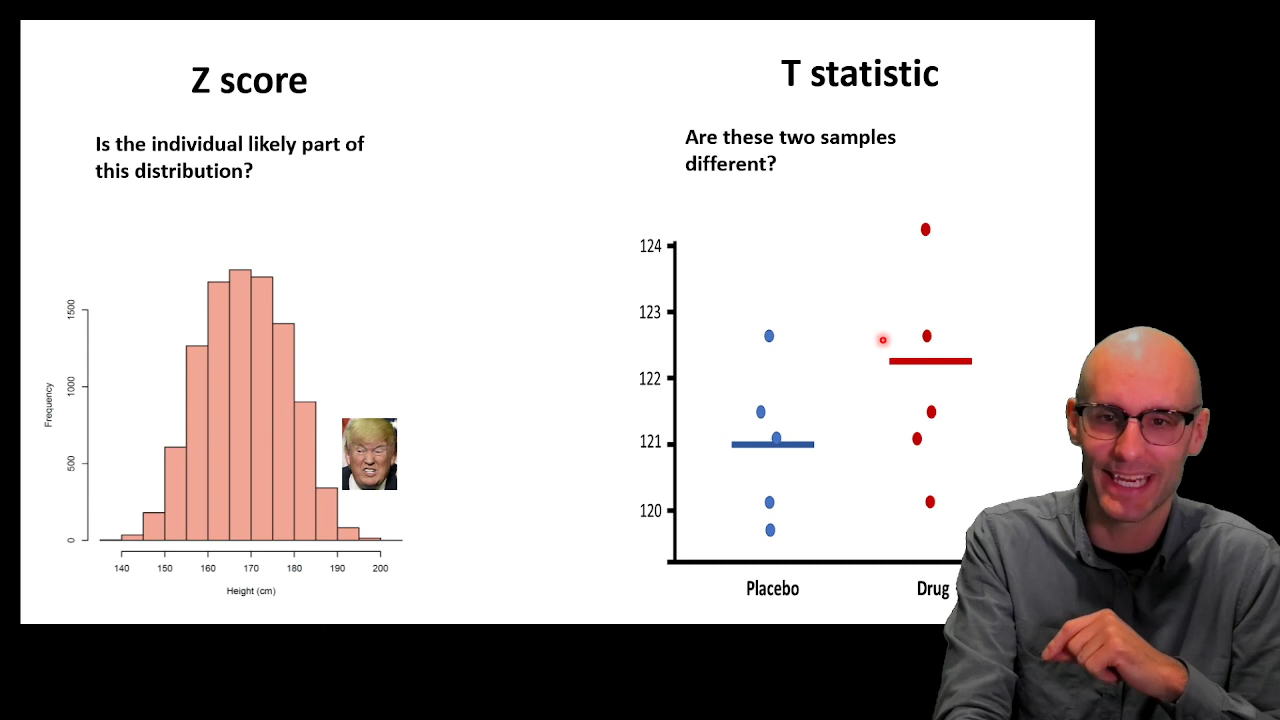 Z score
Is the individual likely part of
this distribution?
1500
1000
500
0
Frequency
140 150 160 170 180 190 200
Height (cm)
T statistic
Are these two samples
different?
124
123
122
121
120
Placebo Drug